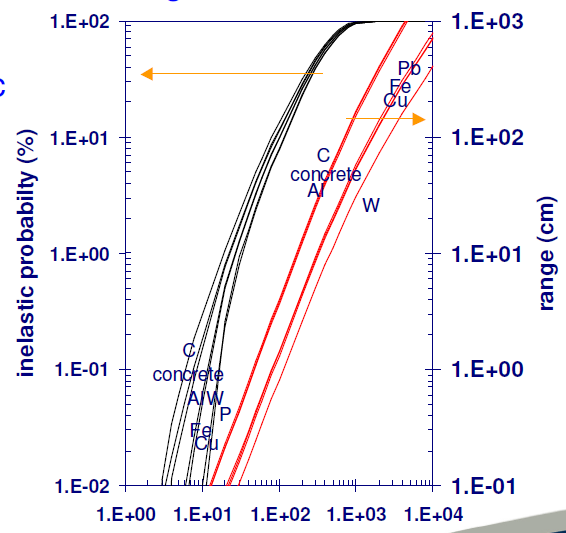 1.E+02
1.E+01
1.E+00
1.E-01
1.E-02
inelastic probabilty (%)
1.E+03
1.E+02
1.E+01
1.E+00
1.E-01
range (cm)
Pb
Fe
Cu
C
concrete
Al
W
C
concrete
Al W
P
Fe
Cu
1.E+00 1.E+01 1.E+02 1.E+03 1.E+04